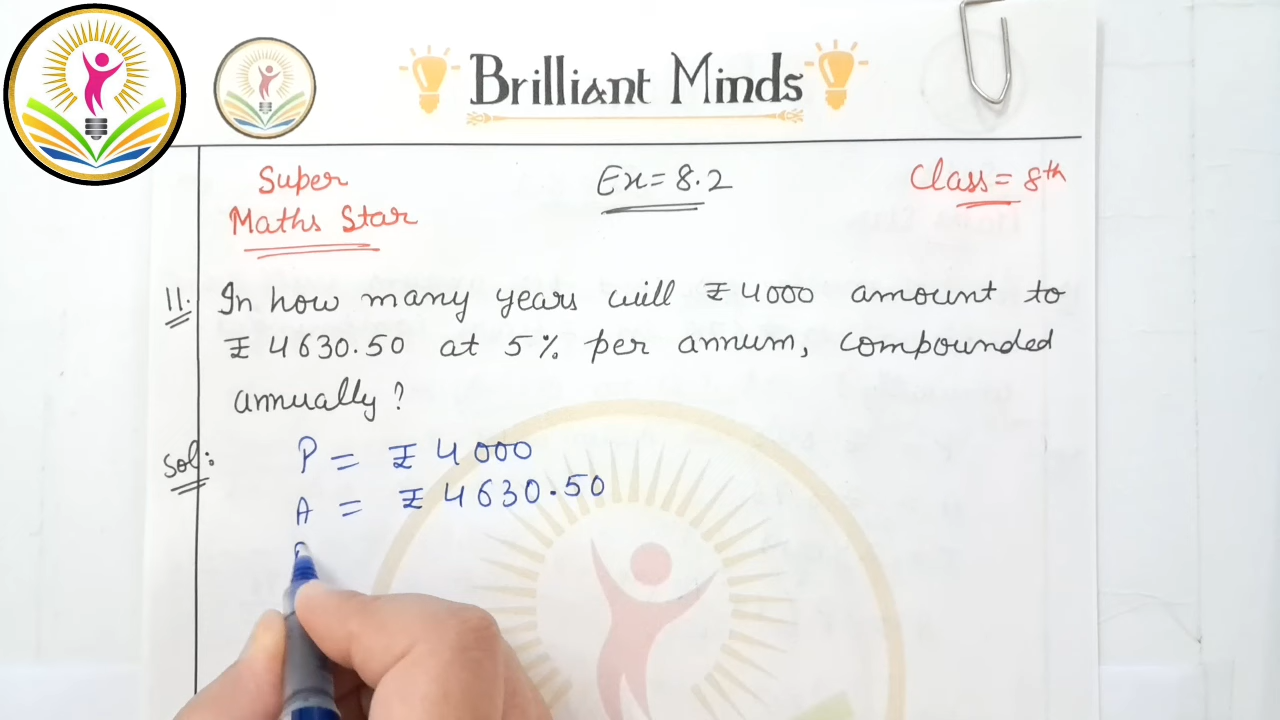 Brilliant Minds
Super
Maths Star
Ex = 8.2
Class = 8th
11. In how many years will ₹ 4000 amount to
₹ 4630.50 at 5% per annum, compounded
annually?
Sol: P = ₹ 4000
A = ₹ 4630.50